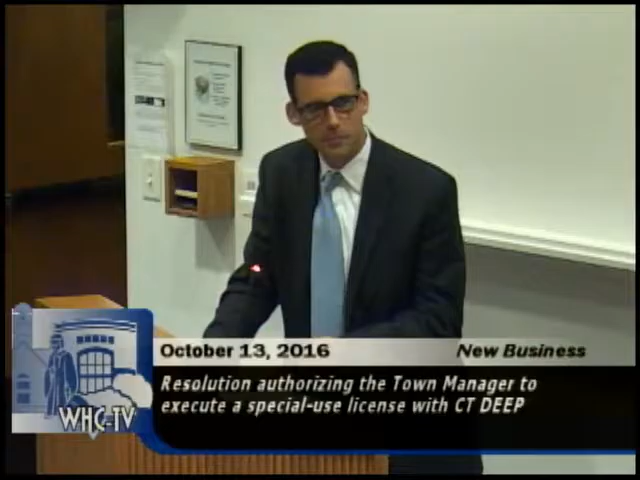 October 13, 2016
New Business
Resolution authorizing the Town Manager to
execute a special-use license with CT DEEP
WHC-TV